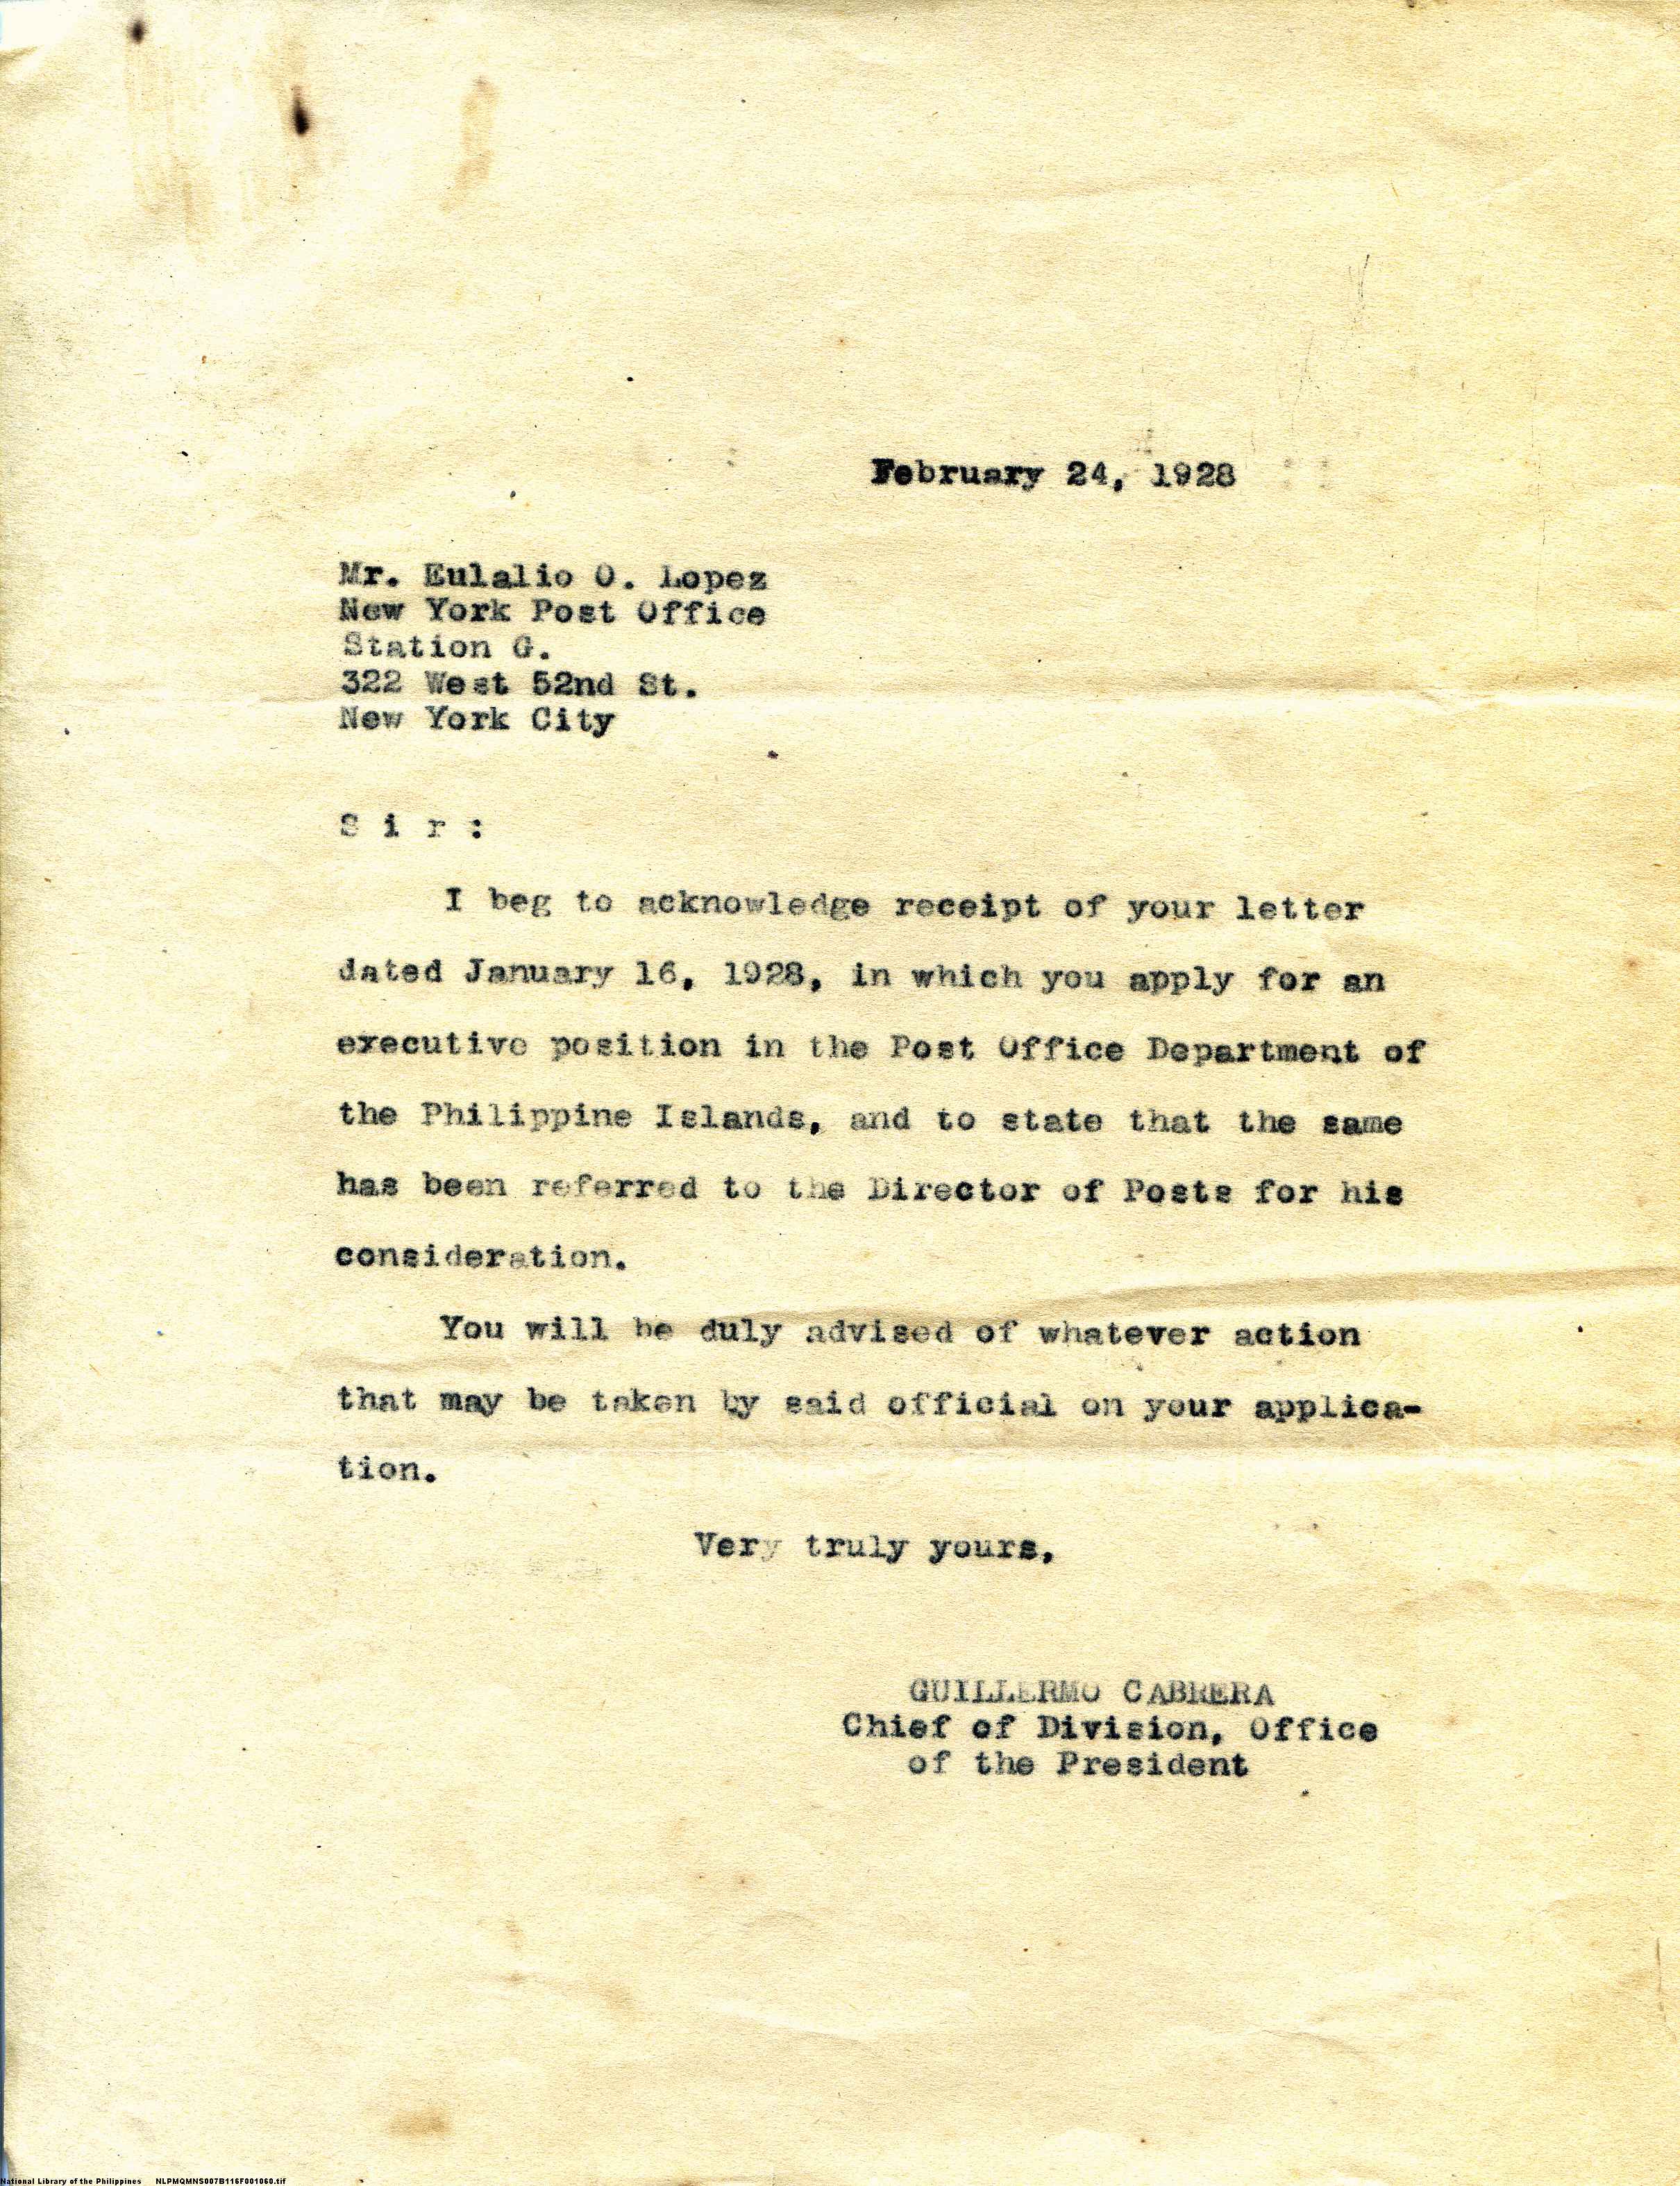 February 24, 1928
Mr. Eulalio O. Lopez
New York Post Office
Station G.
322 West 52nd St.
New York City
S i r :
I beg to acknowledge receipt of your letter
dated January 16, 1928, in which you apply for an
executive position in the Post Office Department of
the Philippine Islands, and to state that the same
has been referred to the Director of Posts for his
consideration.
You will be duly advised of whatever action
that may be taken by said official on your applica-
tion.
Very truly yours,
GUILLERMO CABRERA
Chief of Division, Office
of the President
National Library of the Philippines NLPMQMNS007B116F001060.tif